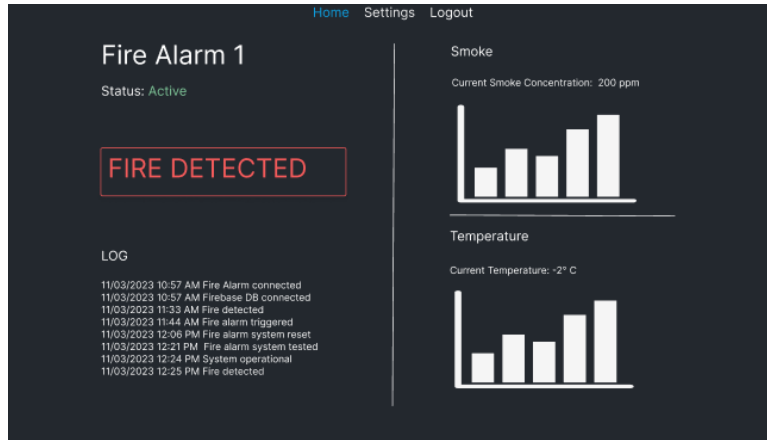 Home Settings Logout
Fire Alarm 1
Status: Active
FIRE DETECTED
LOG
11/03/2023 10:57 AM Fire Alarm connected
11/03/2023 10:57 AM Firebase DB connected
11/03/2023 11:33 AM Fire detected
11/03/2023 11:44 AM Fire alarm triggered
11/03/2023 12:06 PM Fire alarm system reset
11/03/2023 12:21 PM  Fire alarm system tested
11/03/2023 12:24 PM System operational
11/03/2023 12:25 PM Fire detected
Smoke
Current Smoke Concentration: 200 ppm
Temperature
Current Temperature: -2° C